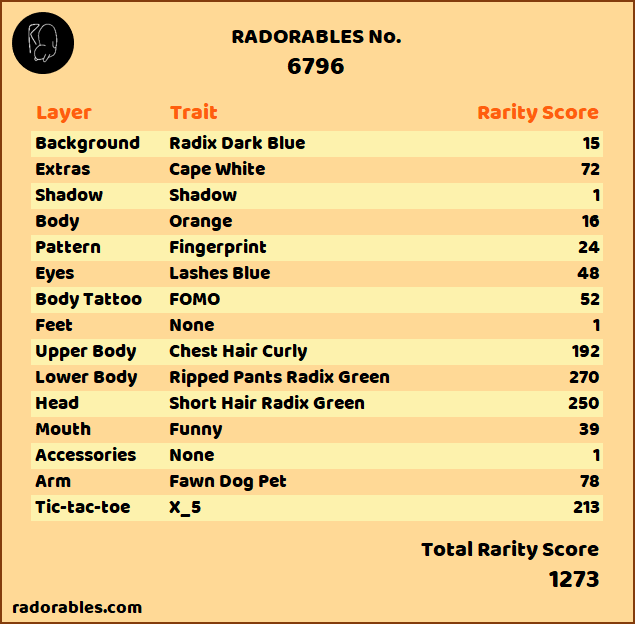 RADORABLES No.
6796
Layer Trait Rarity Score
Background Radix Dark Blue 15
Extras Cape White 72
Shadow Shadow 1
Body Orange 16
Pattern Fingerprint 24
Eyes Lashes Blue 48
Body Tattoo FOMO 52
Feet None 1
Upper Body Chest Hair Curly 192
Lower Body Ripped Pants Radix Green 270
Head Short Hair Radix Green 250
Mouth Funny 39
Accessories None 1
Arm Fawn Dog Pet 78
Tic-tac-toe X_5 213
Total Rarity Score
1273
radorables.com